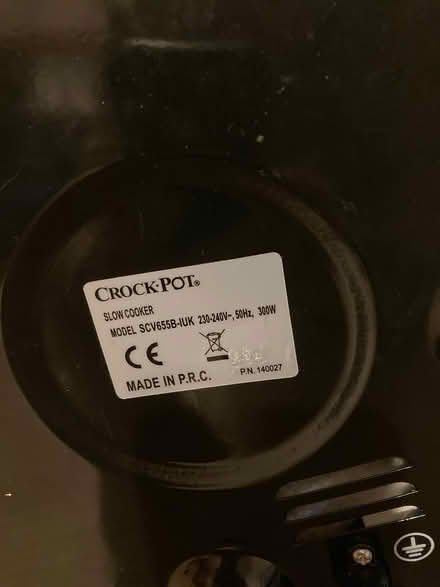 CROCK·POT®
SLOW COOKER
MODEL SCV655B-IUK 230-240V~, 50Hz, 300W
CE
MADE IN P.R.C.
P.N. 140027